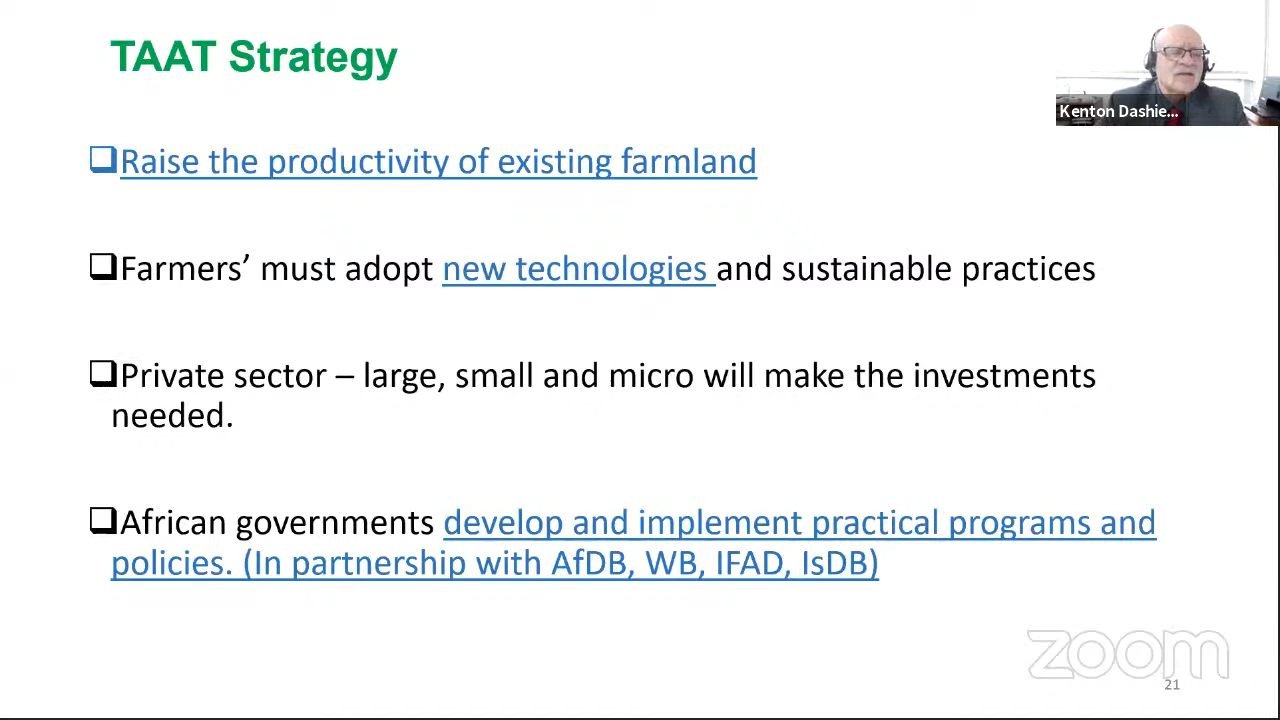 TAAT Strategy
Kenton Dashie...
❑Raise the productivity of existing farmland
❑Farmers’ must adopt new technologies and sustainable practices
❑Private sector – large, small and micro will make the investments
needed.
❑African governments develop and implement practical programs and
policies. (In partnership with AfDB, WB, IFAD, IsDB)
zoom
21